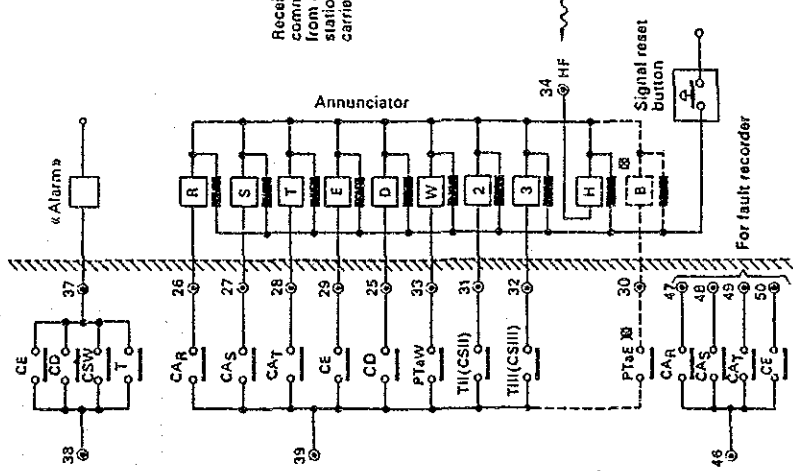 «Alarm»
37
38
CE
CD
CSW
T
Annunciator
R
S
T
E
D
W
2
3
H
B
26
27
28
29
25
33
31
32
30
CAR
CAS
CAT
CE
CD
PTaW
TII(CSII)
TIII(CSIII)
PTaE
39
34 HF
Signal reset
button
For fault recorder
47
48
49
50
CAR
CAS
CAT
CE
46
from